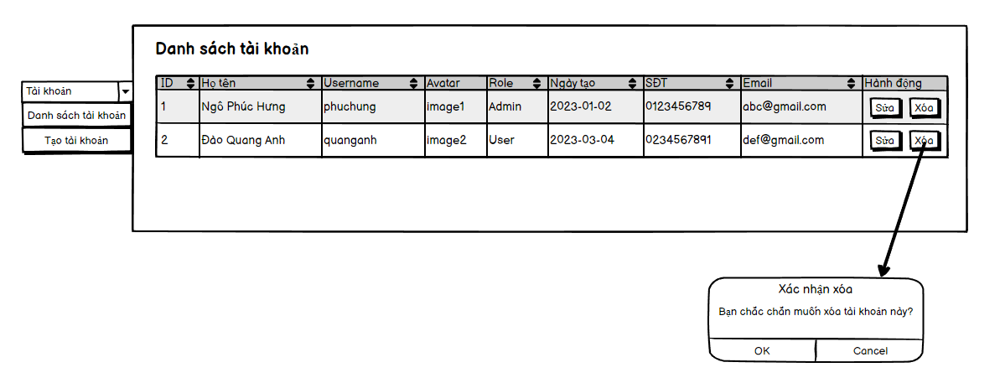 Danh sách tài khoản
Tài khoản
Danh sách tài khoản
Tạo tài khoản
ID Họ tên Username Avatar Role Ngày tạo SĐT Email Hành động
1 Ngô Phúc Hưng phuchung image1 Admin 2023-01-02 0123456789 abc@gmail.com Sửa Xóa
2 Đào Quang Anh quanganh image2 User 2023-03-04 0234567891 def@gmail.com Sửa Xóa
Xác nhận xóa
Bạn chắc chắn muốn xóa tài khoản này?
OK Cancel